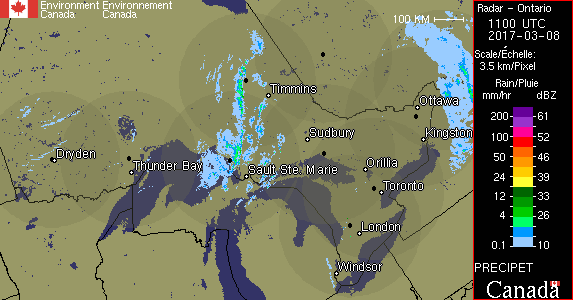 Environment Environnement
Canada Canada
100 KM
Timmins
Ottawa
Sudbury
Kingston
Dryden
Thunder Bay
Sault Ste. Marie
Orillia
Toronto
London
Windsor
Radar - Ontario
1100 UTC
2017-03-08
Scale/Échelle:
3.5 km/Pixel
Rain/Pluie
mm/hr dBZ
200 61
100 52
50 46
24 39
12 33
4 26
0.1 10
PRECIPET
Canada